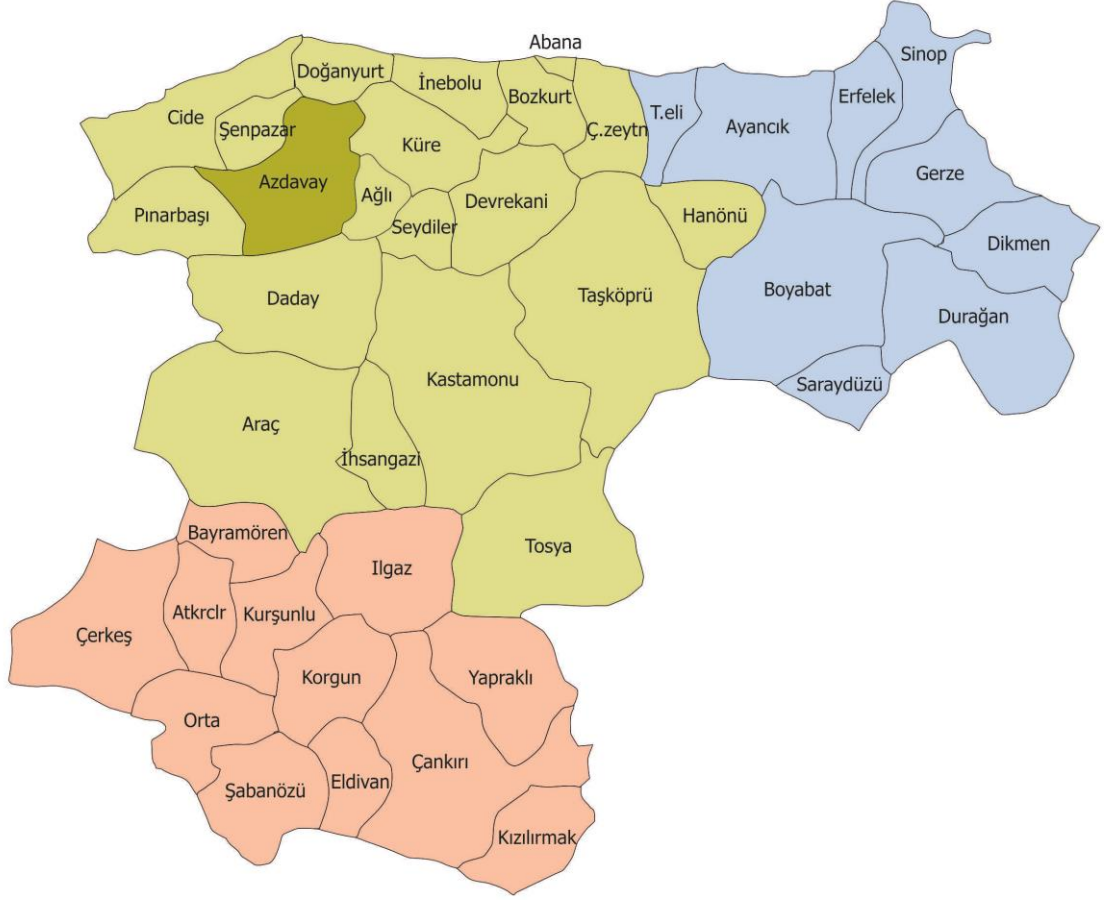 Abana
Sinop
Doğanyurt
İnebolu
Bozkurt
Erfelek
Cide
Şenpazar
Küre
Ç.zeytn
T.eli
Ayancık
Azdavay
Ağlı
Devrekani
Gerze
Pınarbaşı
Seydiler
Hanönü
Dikmen
Daday
Taşköprü
Boyabat
Durağan
Kastamonu
Saraydüzü
Araç
İhsangazi
Bayramören
Ilgaz
Tosya
Çerkeş
Atkrclr
Kurşunlu
Korgun
Yapraklı
Orta
Şabanözü
Eldivan
Çankırı
Kızılırmak